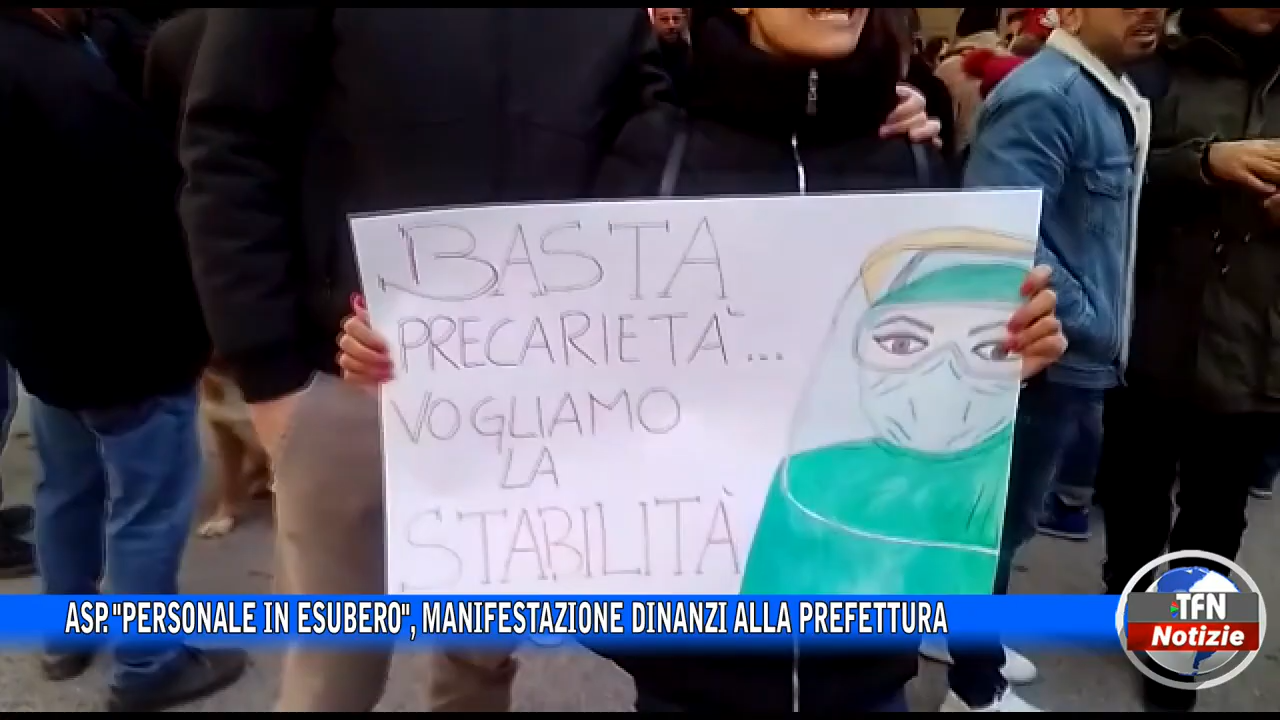 BASTA
PRECARIETÀ...
VOGLIAMO
LA
STABILITÀ
ASP."PERSONALE IN ESUBERO", MANIFESTAZIONE DINANZI ALLA PREFETTURA
TFN
Notizie